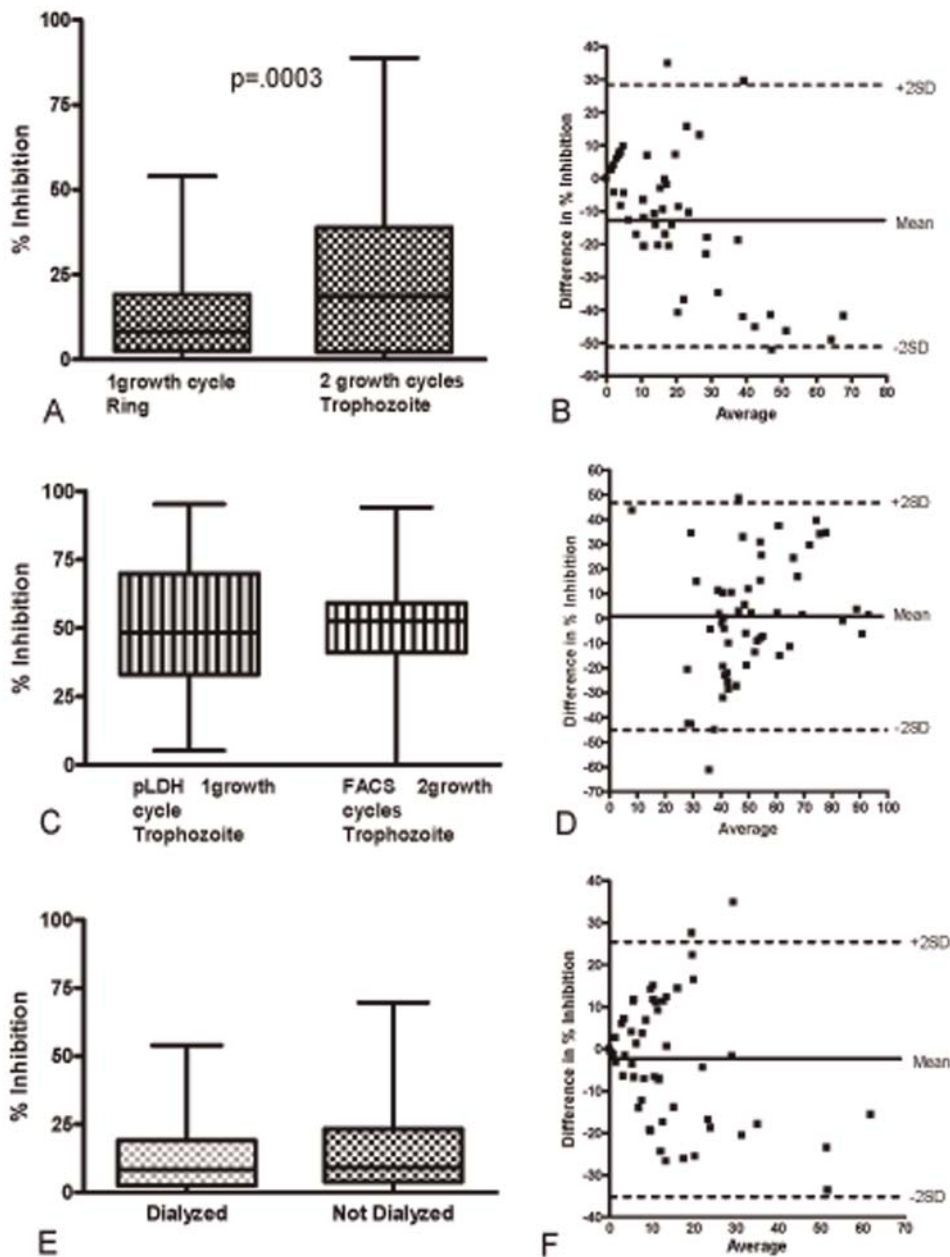 100
75
50
25
0
% Inhibition
p=.0003
1growth cycle
Ring
2 growth cycles
Trophozoite
A
40
30
20
10
0
-10
-20
-30
-40
-50
-60
Difference in % Inhibition
+2SD
Mean
-2SD
0 10 20 30 40 50 60 70 80
Average
B
100
75
50
25
0
% Inhibition
pLDH 1growth
cycle
Trophozoite
FACS 2growth
cycles
Trophozoite
C
60
50
40
30
20
10
0
-10
-20
-30
-40
-50
-60
-70
Difference in % Inhibition
+2SD
Mean
-2SD
0 10 20 30 40 50 60 70 80 90 100
Average
D
100
75
50
25
0
% Inhibition
Dialyzed
Not Dialyzed
E
40
30
20
10
0
-10
-20
-30
-40
Difference in % Inhibition
+2SD
Mean
-2SD
0 10 20 30 40 50 60 70
Average
F